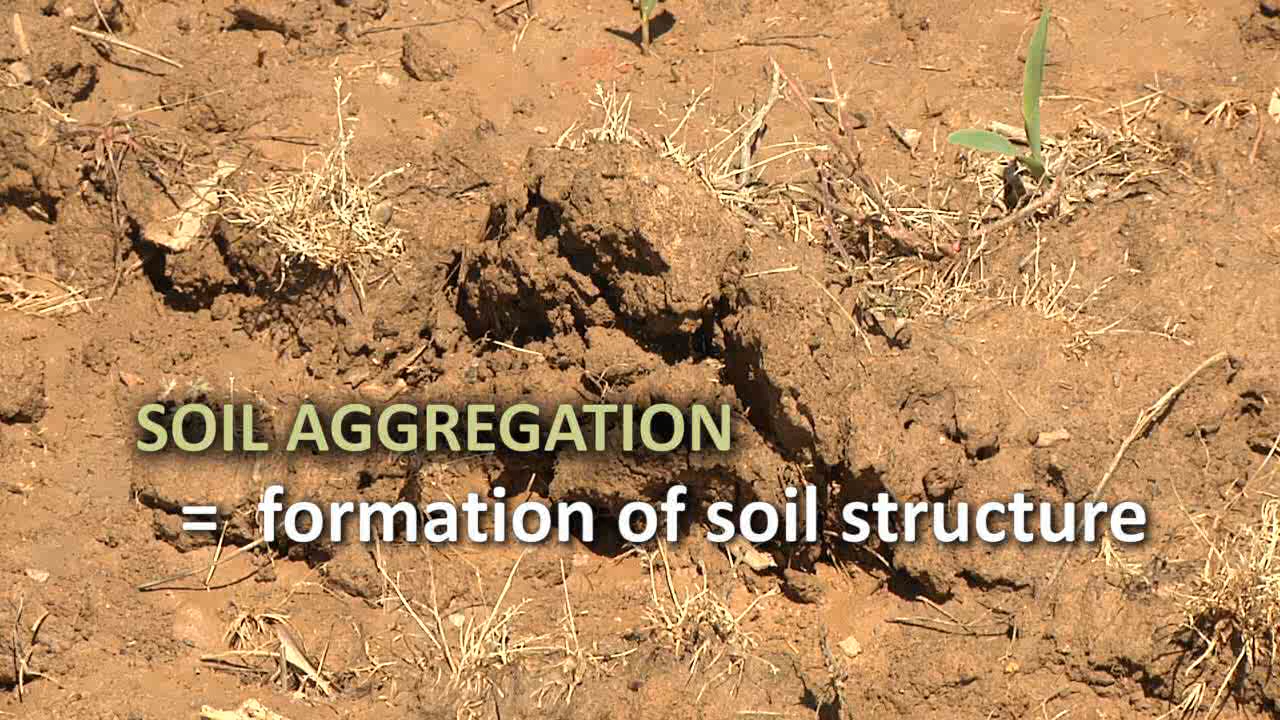 SOIL AGGREGATION
= formation of soil structure